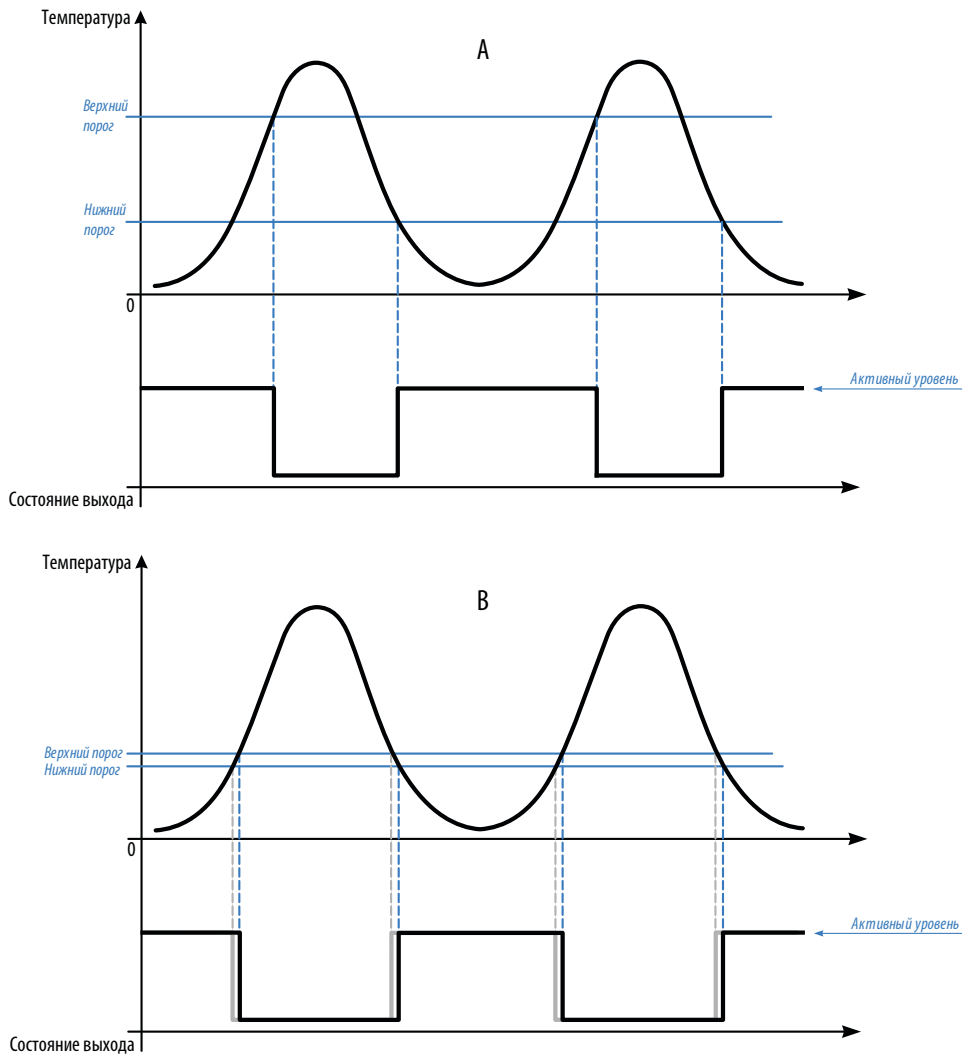 Температура
A
Верхний
порог
Нижний
порог
0
Активный уровень
Состояние выхода
Температура
B
Верхний порог
Нижний порог
0
Активный уровень
Состояние выхода